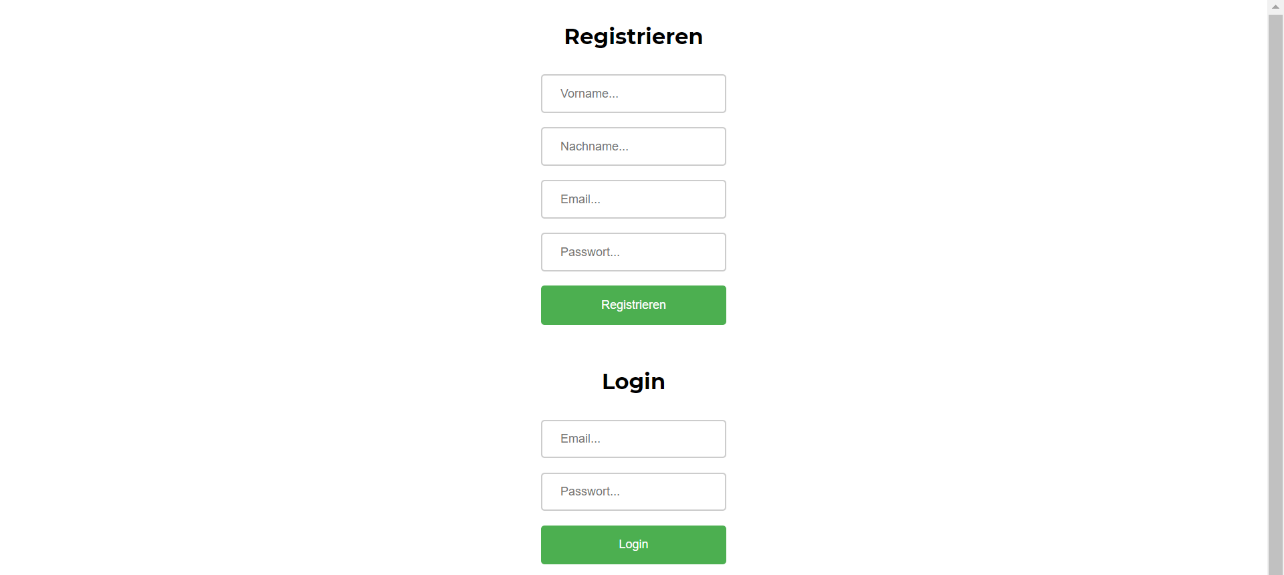 Registrieren
Vorname...
Nachname...
Email...
Passwort...
Registrieren
Login
Email...
Passwort...
Login